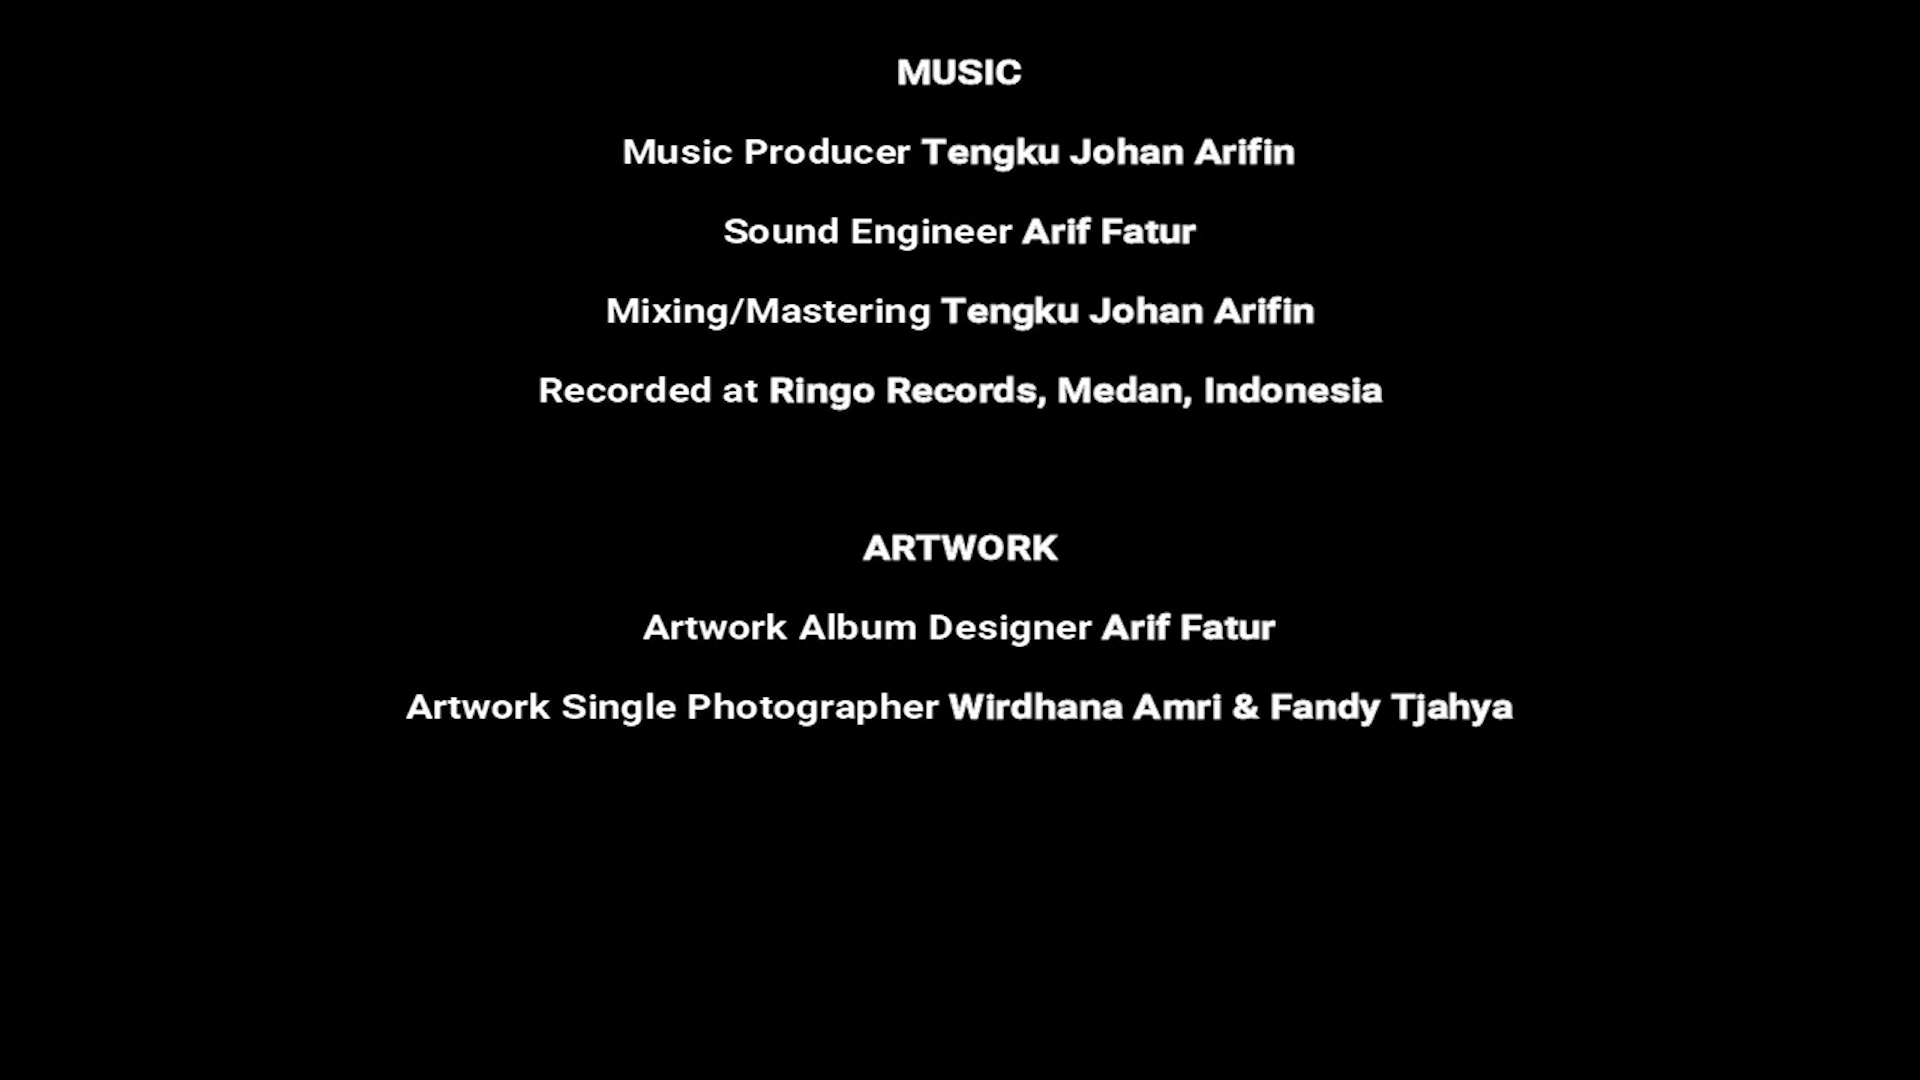 MUSIC
Music Producer Tengku Johan Arifin
Sound Engineer Arif Fatur
Mixing/Mastering Tengku Johan Arifin
Recorded at Ringo Records, Medan, Indonesia
ARTWORK
Artwork Album Designer Arif Fatur
Artwork Single Photographer Wirdhana Amri & Fandy Tjahya